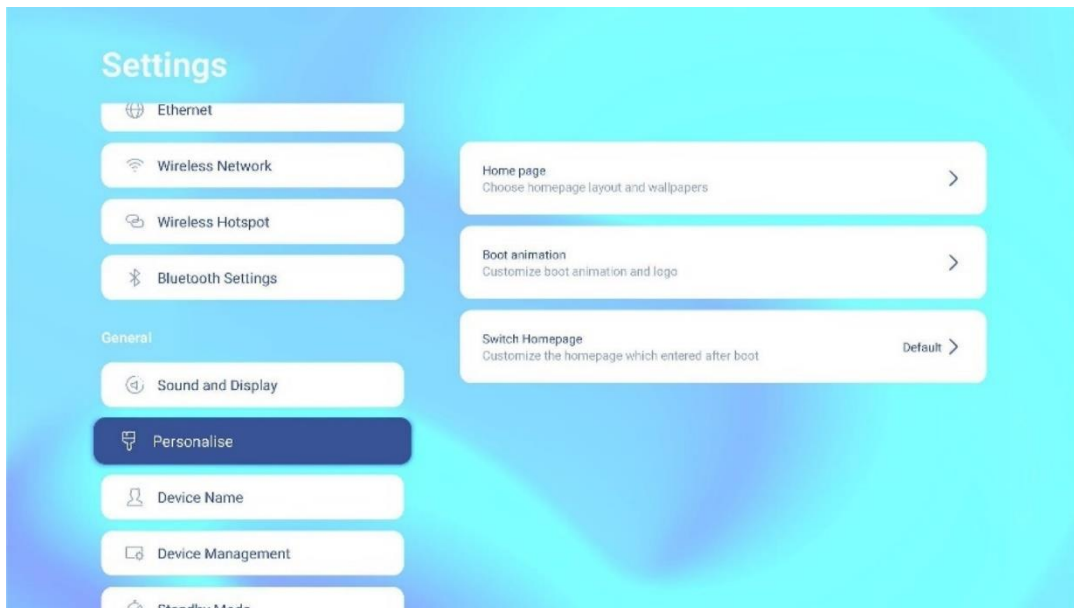 Settings
Ethernet
Wireless Network
Wireless Hotspot
Bluetooth Settings
General
Sound and Display
Personalise
Device Name
Device Management
Standby Mode
Home page
Choose homepage layout and wallpapers
Boot animation
Customize boot animation and logo
Switch Homepage
Customize the homepage which entered after boot
Default